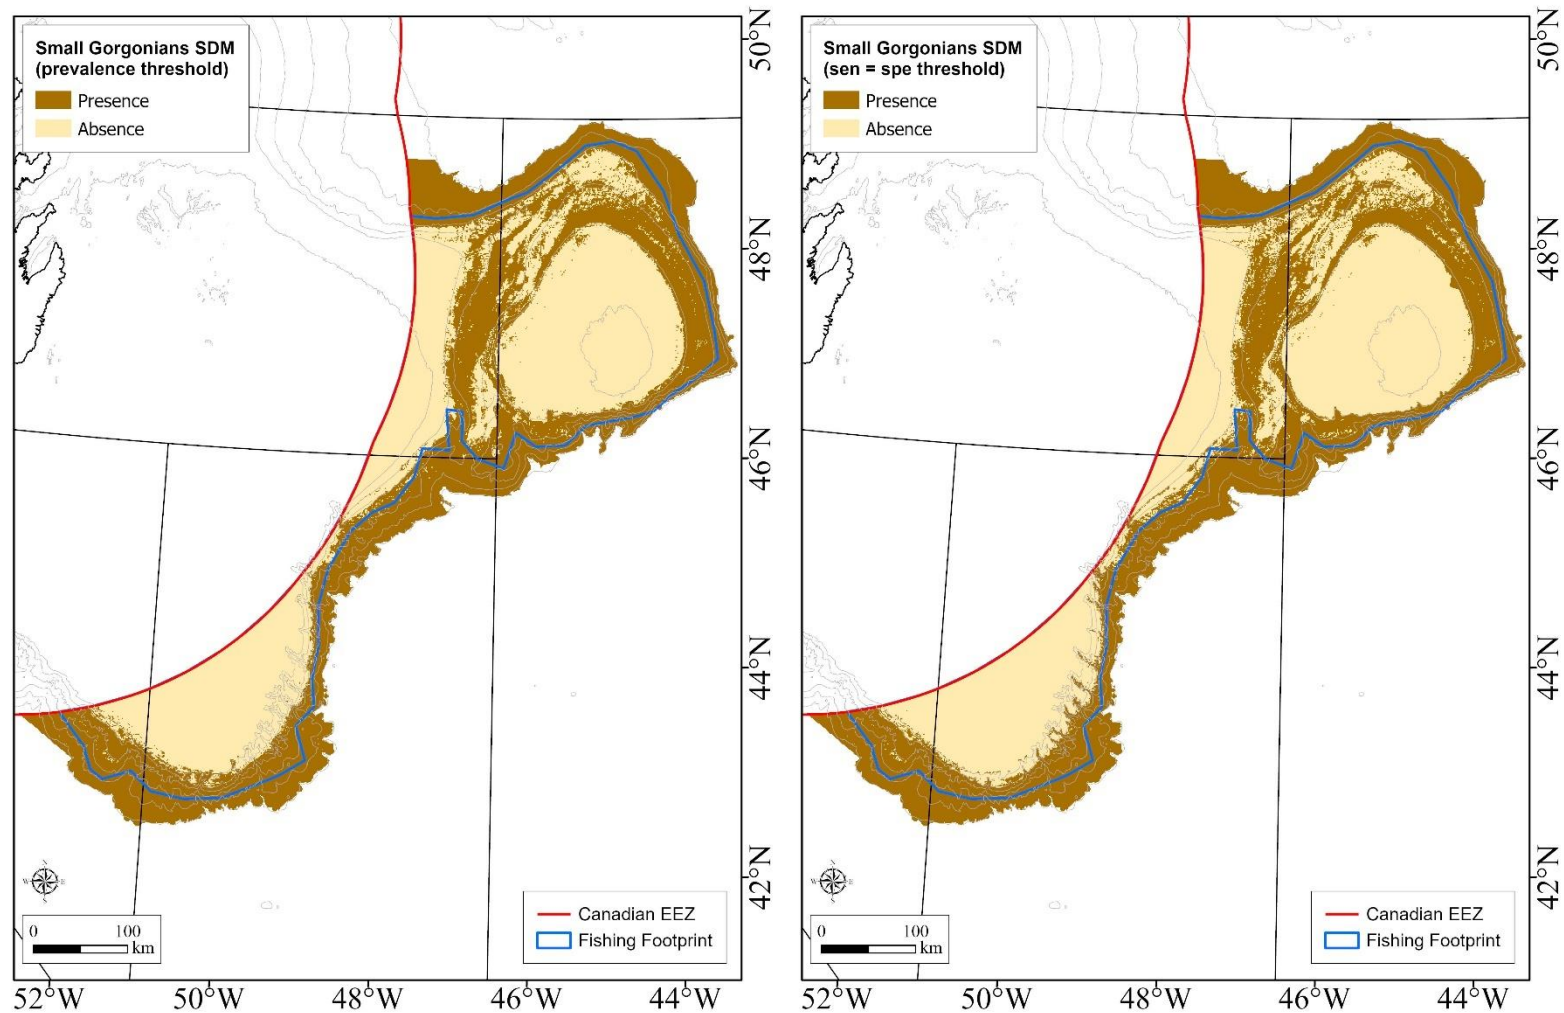 Small Gorgonians SDM
(prevalence threshold)
Presence
Absence
N
W
E
S
0 100
km
Canadian EEZ
Fishing Footprint
50°N
48°N
46°N
44°N
42°N
52°W 50°W 48°W 46°W 44°W
Small Gorgonians SDM
(sen = spe threshold)
Presence
Absence
N
W
E
S
0 100
km
Canadian EEZ
Fishing Footprint
50°N
48°N
46°N
44°N
42°N
52°W 50°W 48°W 46°W 44°W